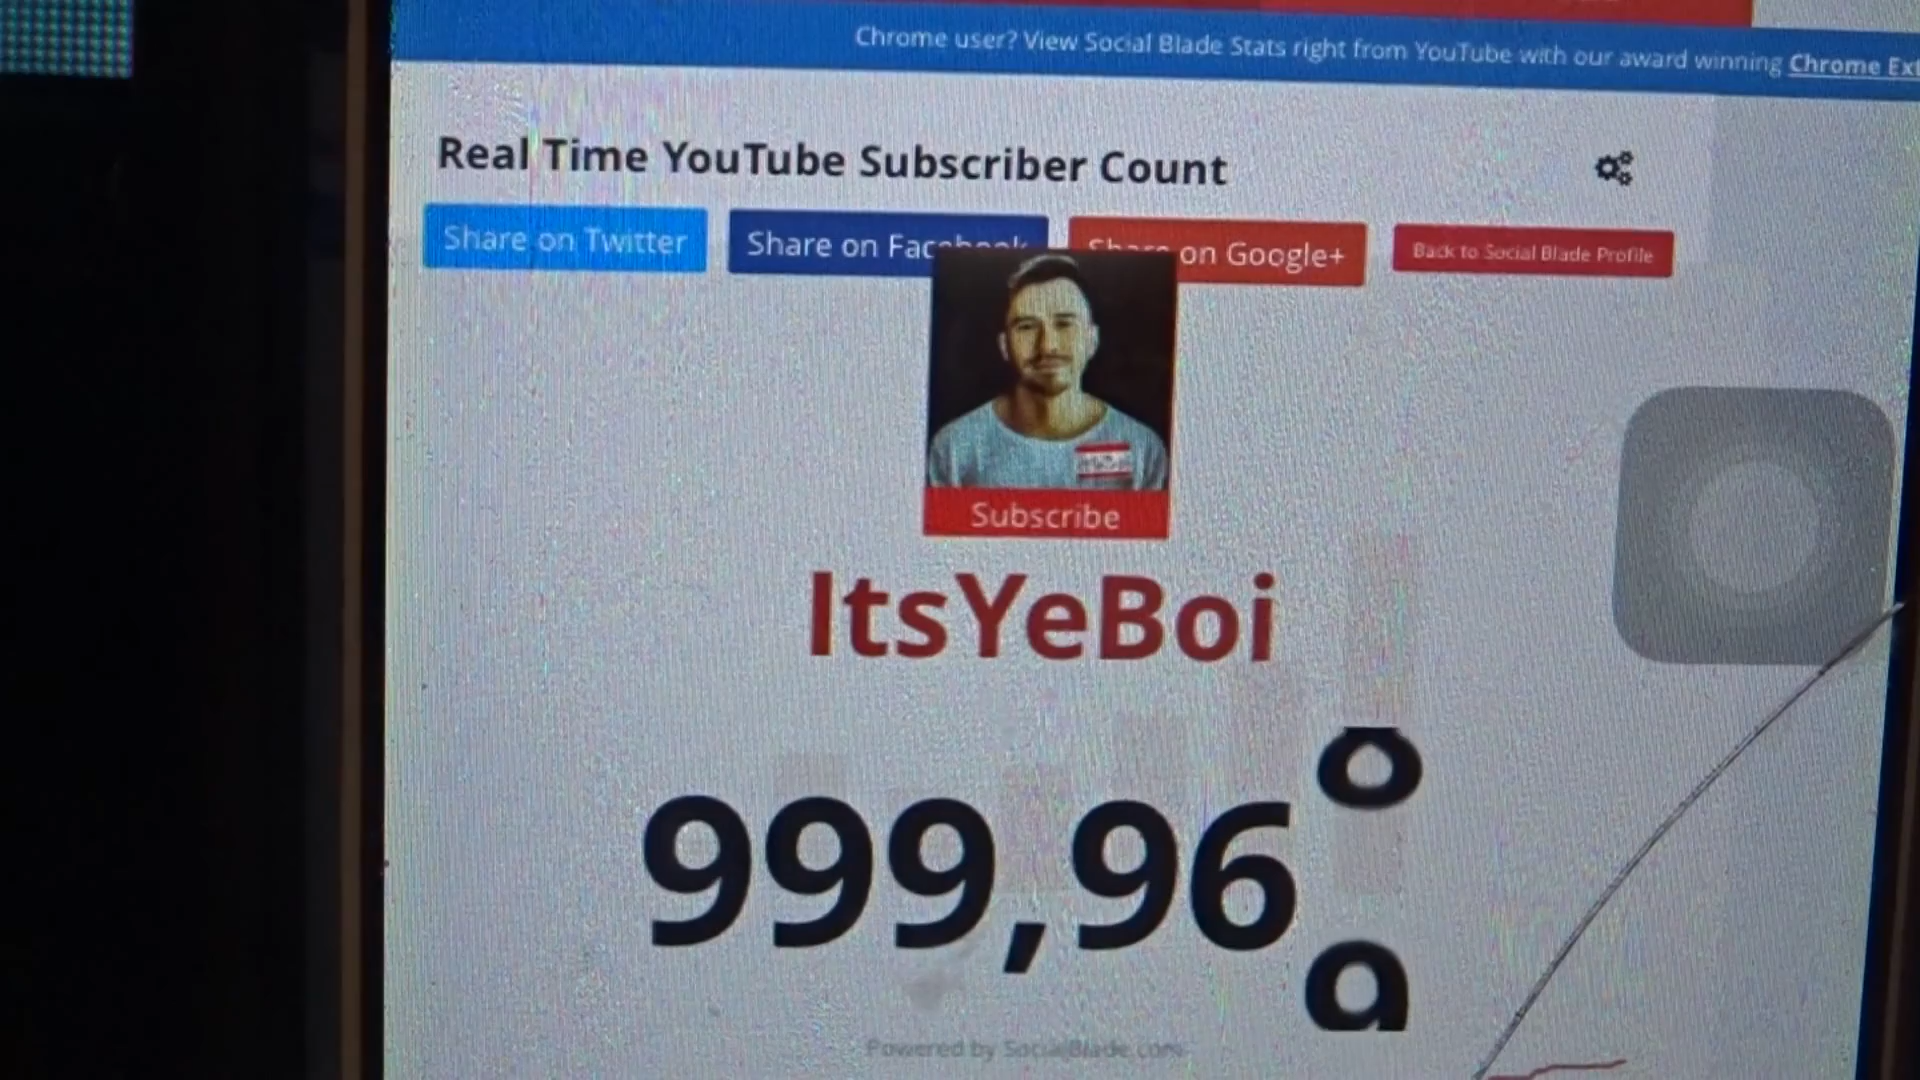 Chrome user? View Social Blade Stats right from YouTube with our award winning Chrome Ext
Real Time YouTube Subscriber Count
Share on Twitter
Share on Facebook
Share on Google+
Back to Social Blade Profile
Subscribe
ItsYeBoi
999,96
Powered by SocialBlade.com